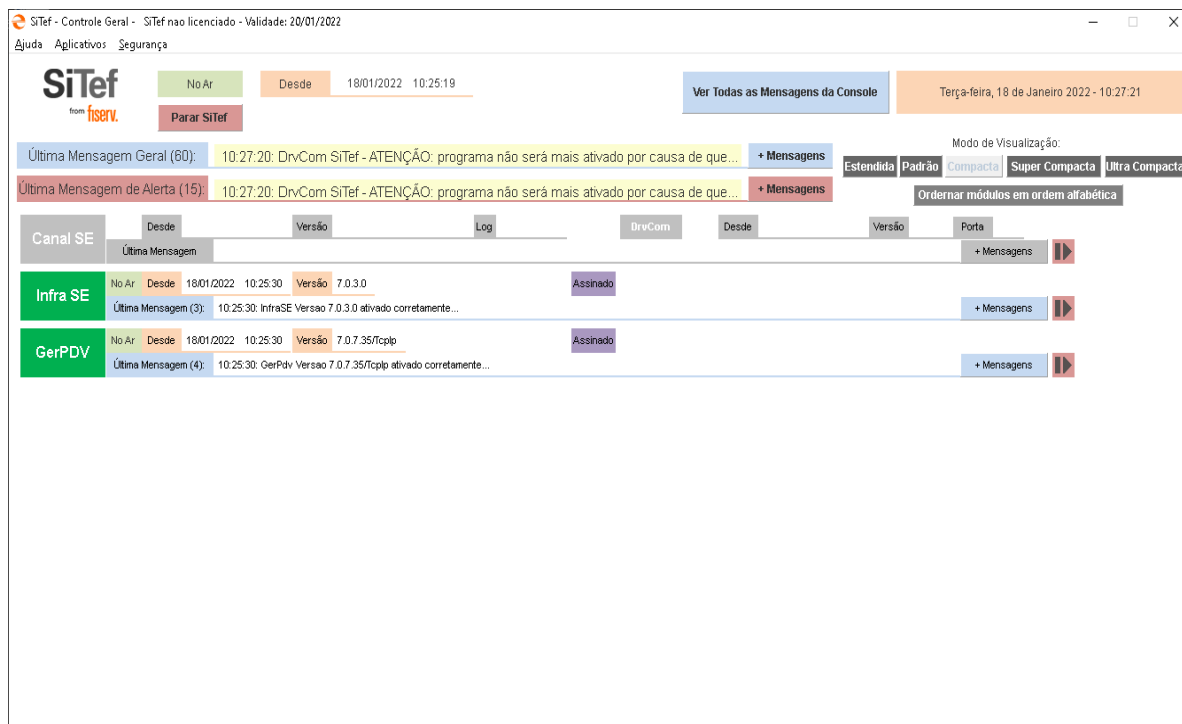 SiTef - Controle Geral -   SiTef nao licenciado - Validade: 20/01/2022
Ajuda   Aplicativos   Segurança
SiTef
from fiserv.
No Ar   Desde   18/01/2022   10:25:19
Parar SiTef
Ver Todas as Mensagens da Console
Terça-feira, 18 de Janeiro 2022 - 10:27:21
Última Mensagem Geral (60):   10:27:20: DrvCom SiTef - ATENÇÃO: programa não será mais ativado por causa de que...   + Mensagens
Última Mensagem de Alerta (15):   10:27:20: DrvCom SiTef - ATENÇÃO: programa não será mais ativado por causa de que...   + Mensagens
Modo de Visualização:
Estendida   Padrão   Compacta   Super Compacta   Ultra Compacta
Ordernar módulos em ordem alfabética
Canal SE   Desde   Versão   Log   DrvCom   Desde   Versão   Porta
Última Mensagem   + Mensagens
Infra SE   No Ar   Desde   18/01/2022   10:25:30   Versão   7.0.3.0   Assinado
Última Mensagem (3):   10:25:30: InfraSE Versao 7.0.3.0 ativado corretamente...   + Mensagens
GerPDV   No Ar   Desde   18/01/2022   10:25:30   Versão   7.0.7.35/TcpIp   Assinado
Última Mensagem (4):   10:25:30: GerPdv Versao 7.0.7.35/TcpIp ativado corretamente...   + Mensagens